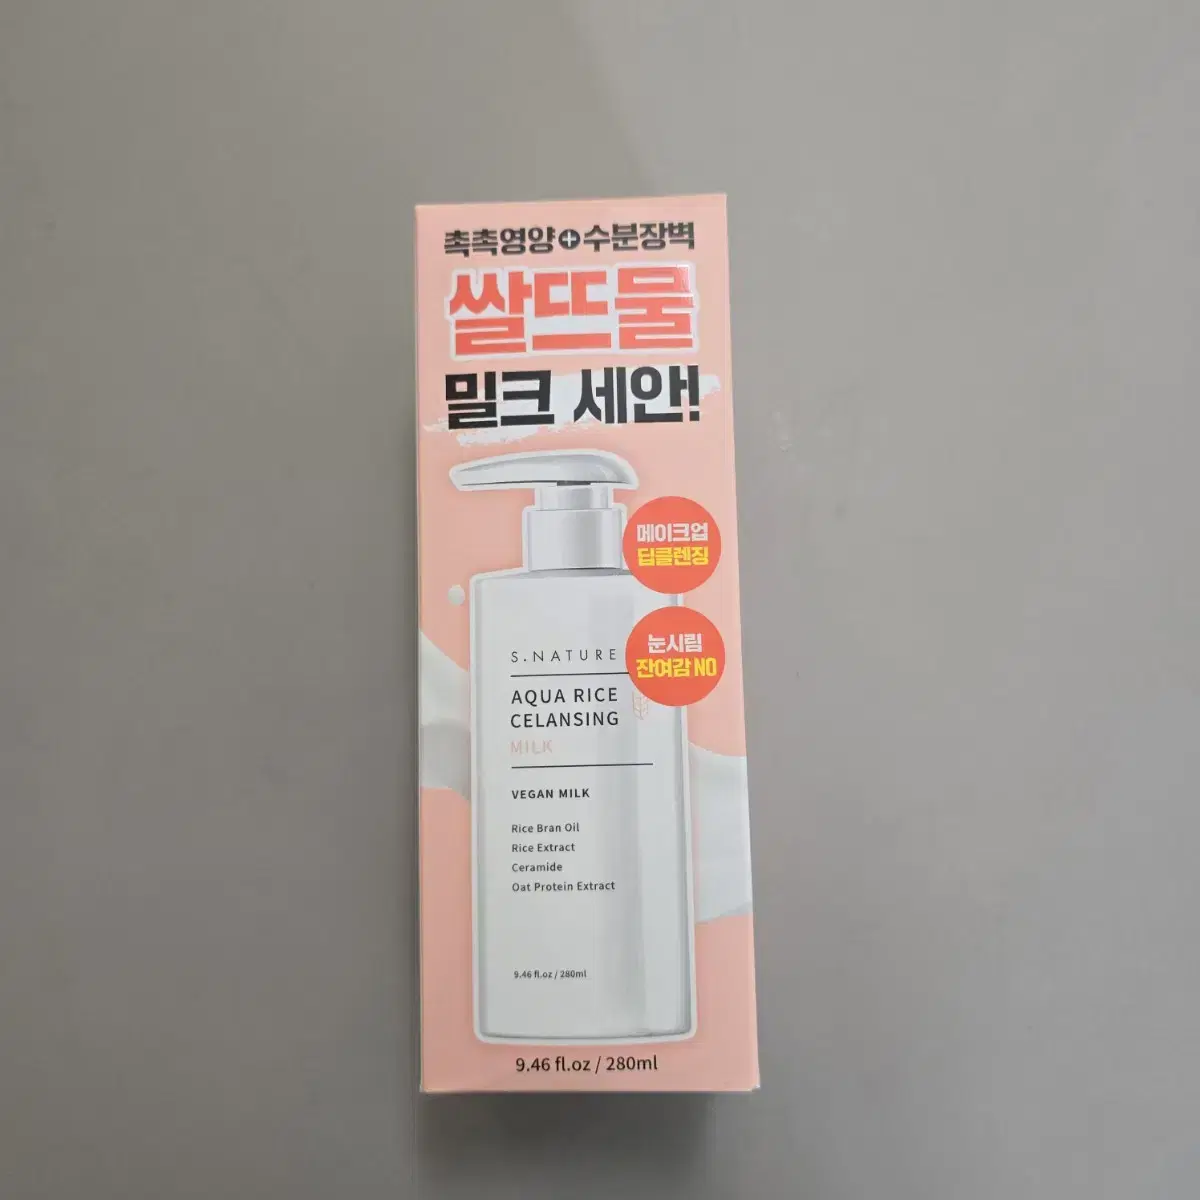 촉촉영양+수분장벽
쌀뜨물
밀크 세안!
메이크업
딥클렌징
눈시림
잔여감 NO
S.NATURE
AQUA RICE
CELANSING
MILK
VEGAN MILK
Rice Bran Oil
Rice Extract
Ceramide
Oat Protein Extract
9.46 fl.oz / 280ml
9.46 fl.oz / 280ml